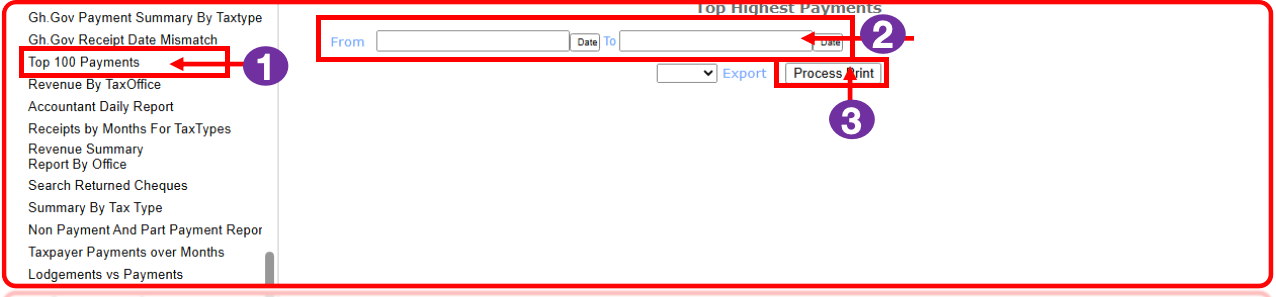 Gh.Gov Payment Summary By Taxtype
Gh.Gov Receipt Date Mismatch
Top 100 Payments
Revenue By TaxOffice
Accountant Daily Report
Receipts by Months For TaxTypes
Revenue Summary
Report By Office
Search Returned Cheques
Summary By Tax Type
Non Payment And Part Payment Repor
Taxpayer Payments over Months
Lodgements vs Payments
1
Top Highest Payments
From Date To Date
2
Export Process Print
3